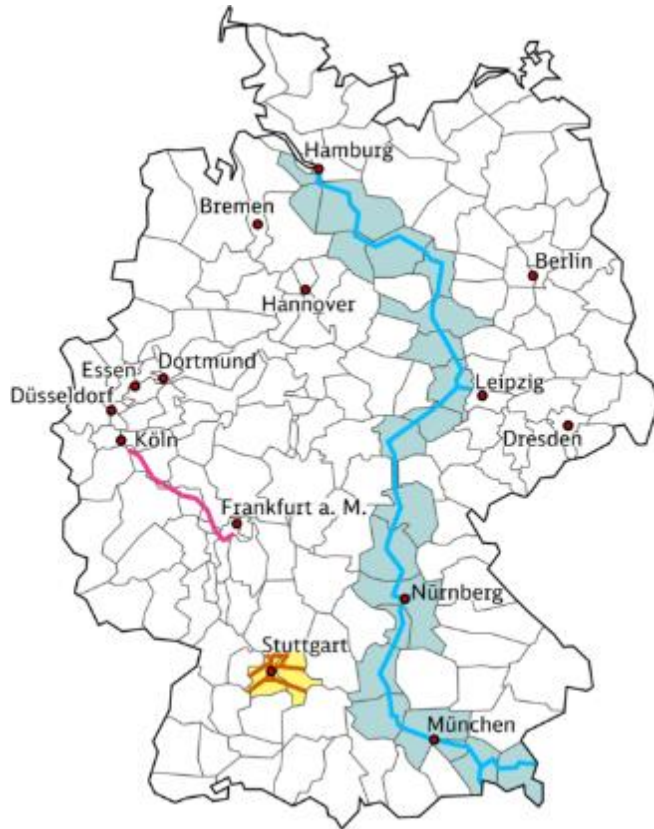 Hamburg
Bremen
Berlin
Hannover
Essen
Dortmund
Düsseldorf
Leipzig
Köln
Dresden
Frankfurt a. M.
Nürnberg
Stuttgart
München